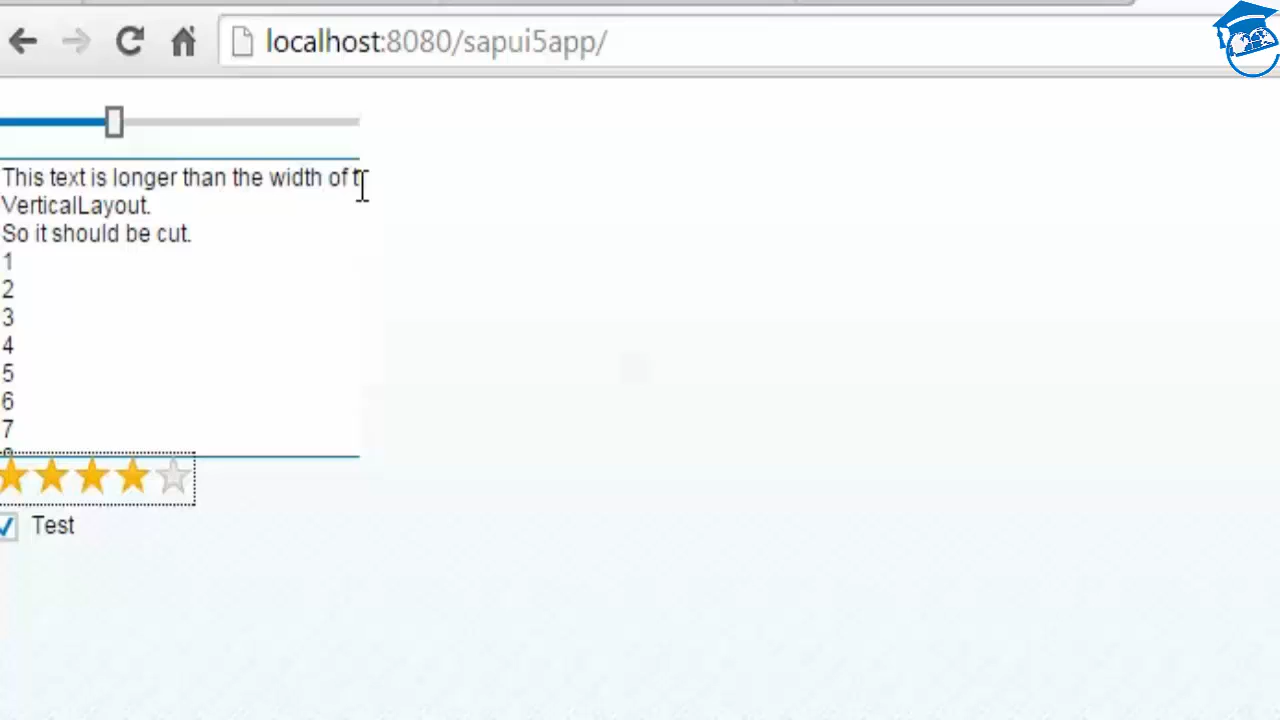 localhost:8080/sapui5app/
This text is longer than the width of t
VerticalLayout.
So it should be cut.
1
2
3
4
5
6
7
Test